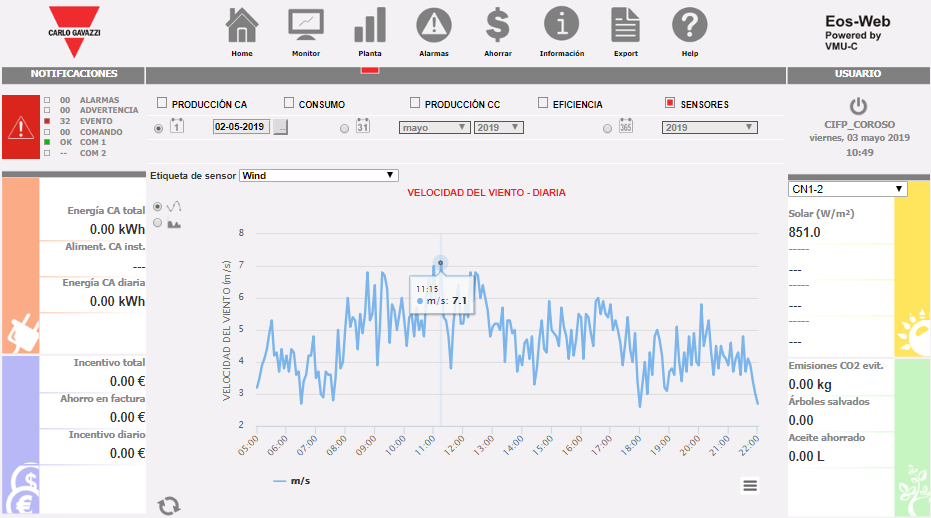 CARLO GAVAZZI
Home
Monitor
Planta
Alarmas
Ahorrar
Información
Export
Help
Eos-Web
Powered by
VMU-C
NOTIFICACIONES
USUARIO
00 ALARMAS
00 ADVERTENCIA
32 EVENTO
00 COMANDO
OK COM 1
-- COM 2
PRODUCCIÓN CA
CONSUMO
PRODUCCIÓN CC
EFICIENCIA
SENSORES
1
02-05-2019
...
31
mayo
2019
365
2019
CIFP_COROSO
viernes, 03 mayo 2019
10:49
Etiqueta de sensor
Wind
VELOCIDAD DEL VIENTO - DIARIA
Energía CA total
0.00 kWh
Aliment. CA inst.
---
Energía CA diaria
0.00 kWh
Incentivo total
0.00 €
Ahorro en factura
0.00 €
Incentivo diario
0.00 €
VELOCIDAD DEL VIENTO (m/s)
8
7
6
5
4
3
2
11:15
m/s: 7.1
05:00
06:00
07:00
08:00
09:00
10:00
11:00
12:00
13:00
14:00
15:00
16:00
17:00
18:00
19:00
20:00
21:00
22:00
m/s
CN1-2
Solar (W/m²)
851.0
-----
---
-----
---
-----
---
Emisiones CO2 evit.
0.00 kg
Árboles salvados
0.00
Aceite ahorrado
0.00 L